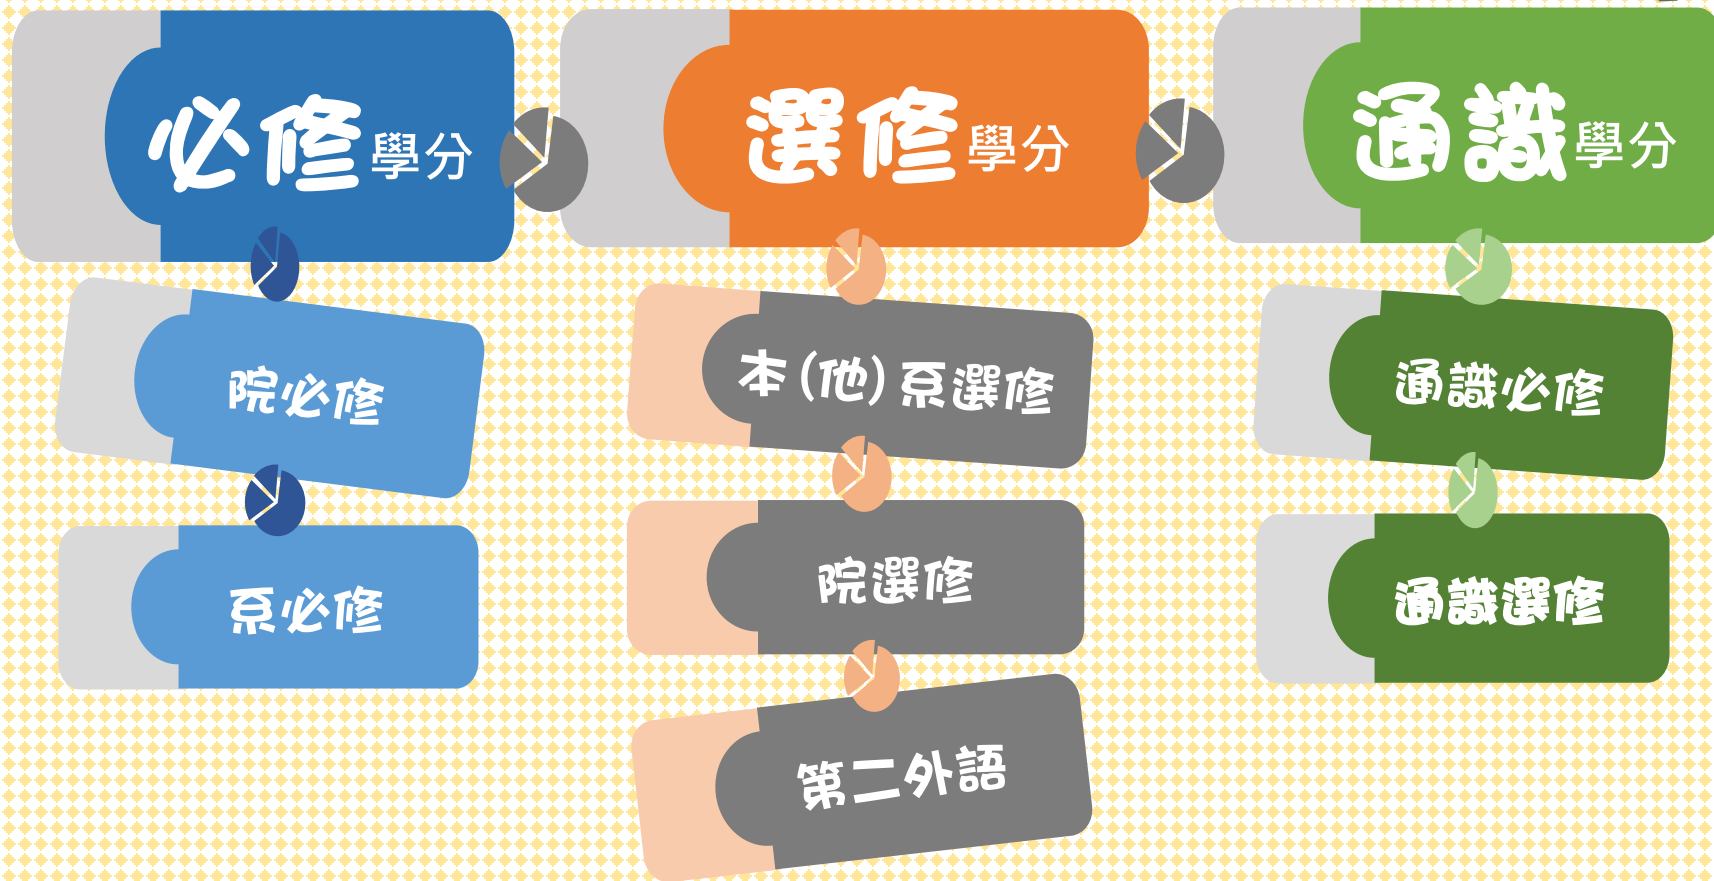 必修學分
選修學分
通識學分
院必修
系必修
本(他)系選修
院選修
第二外語
通識必修
通識選修